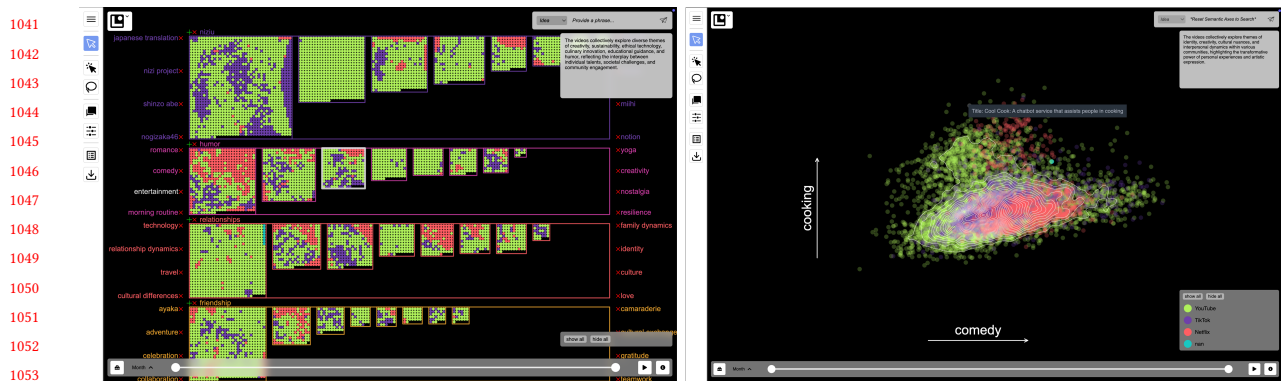 1041
1042
1043
1044
1045
1046
1047
1048
1049
1050
1051
1052
1053
Idea
Provide a phrase...
The videos collectively explore diverse themes
of creativity, sustainability, ethical technology,
culinary innovation, educational guidance, and
humor, reflecting the interplay between
individual talents, societal challenges, and
community engagement.
+× niziu
japanese translation×
nizi project×
shinzo abe×
nogizaka46×
×miihi
×notion
+× humor
romance×
comedy×
entertainment
morning routine×
×yoga
×creativity
×nostalgia
×resilience
+× relationships
technology×
relationship dynamics×
travel×
cultural differences×
×family dynamics
×identity
×culture
×love
+× friendship
ayaka×
adventure×
celebration×
collaboration×
×camaraderie
×cultural exchange
×gratitude
×teamwork
show all hide all
Month
Idea
"Reset Semantic Axes to Search"
The videos collectively explore themes of
identity, creativity, cultural nuances, and
interpersonal dynamics within various
communities, highlighting the transformative
power of personal experiences and artistic
expression.
Title: Cool Cook: A chatbot service that assists people in cooking
cooking
comedy
show all hide all
YouTube
TikTok
Netflix
nan
Month